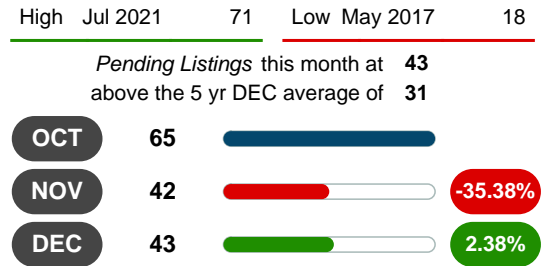 High Jul 2021 71 Low May 2017 18
Pending Listings this month at 43
above the 5 yr DEC average of 31
OCT 65
NOV 42 -35.38%
DEC 43 2.38%